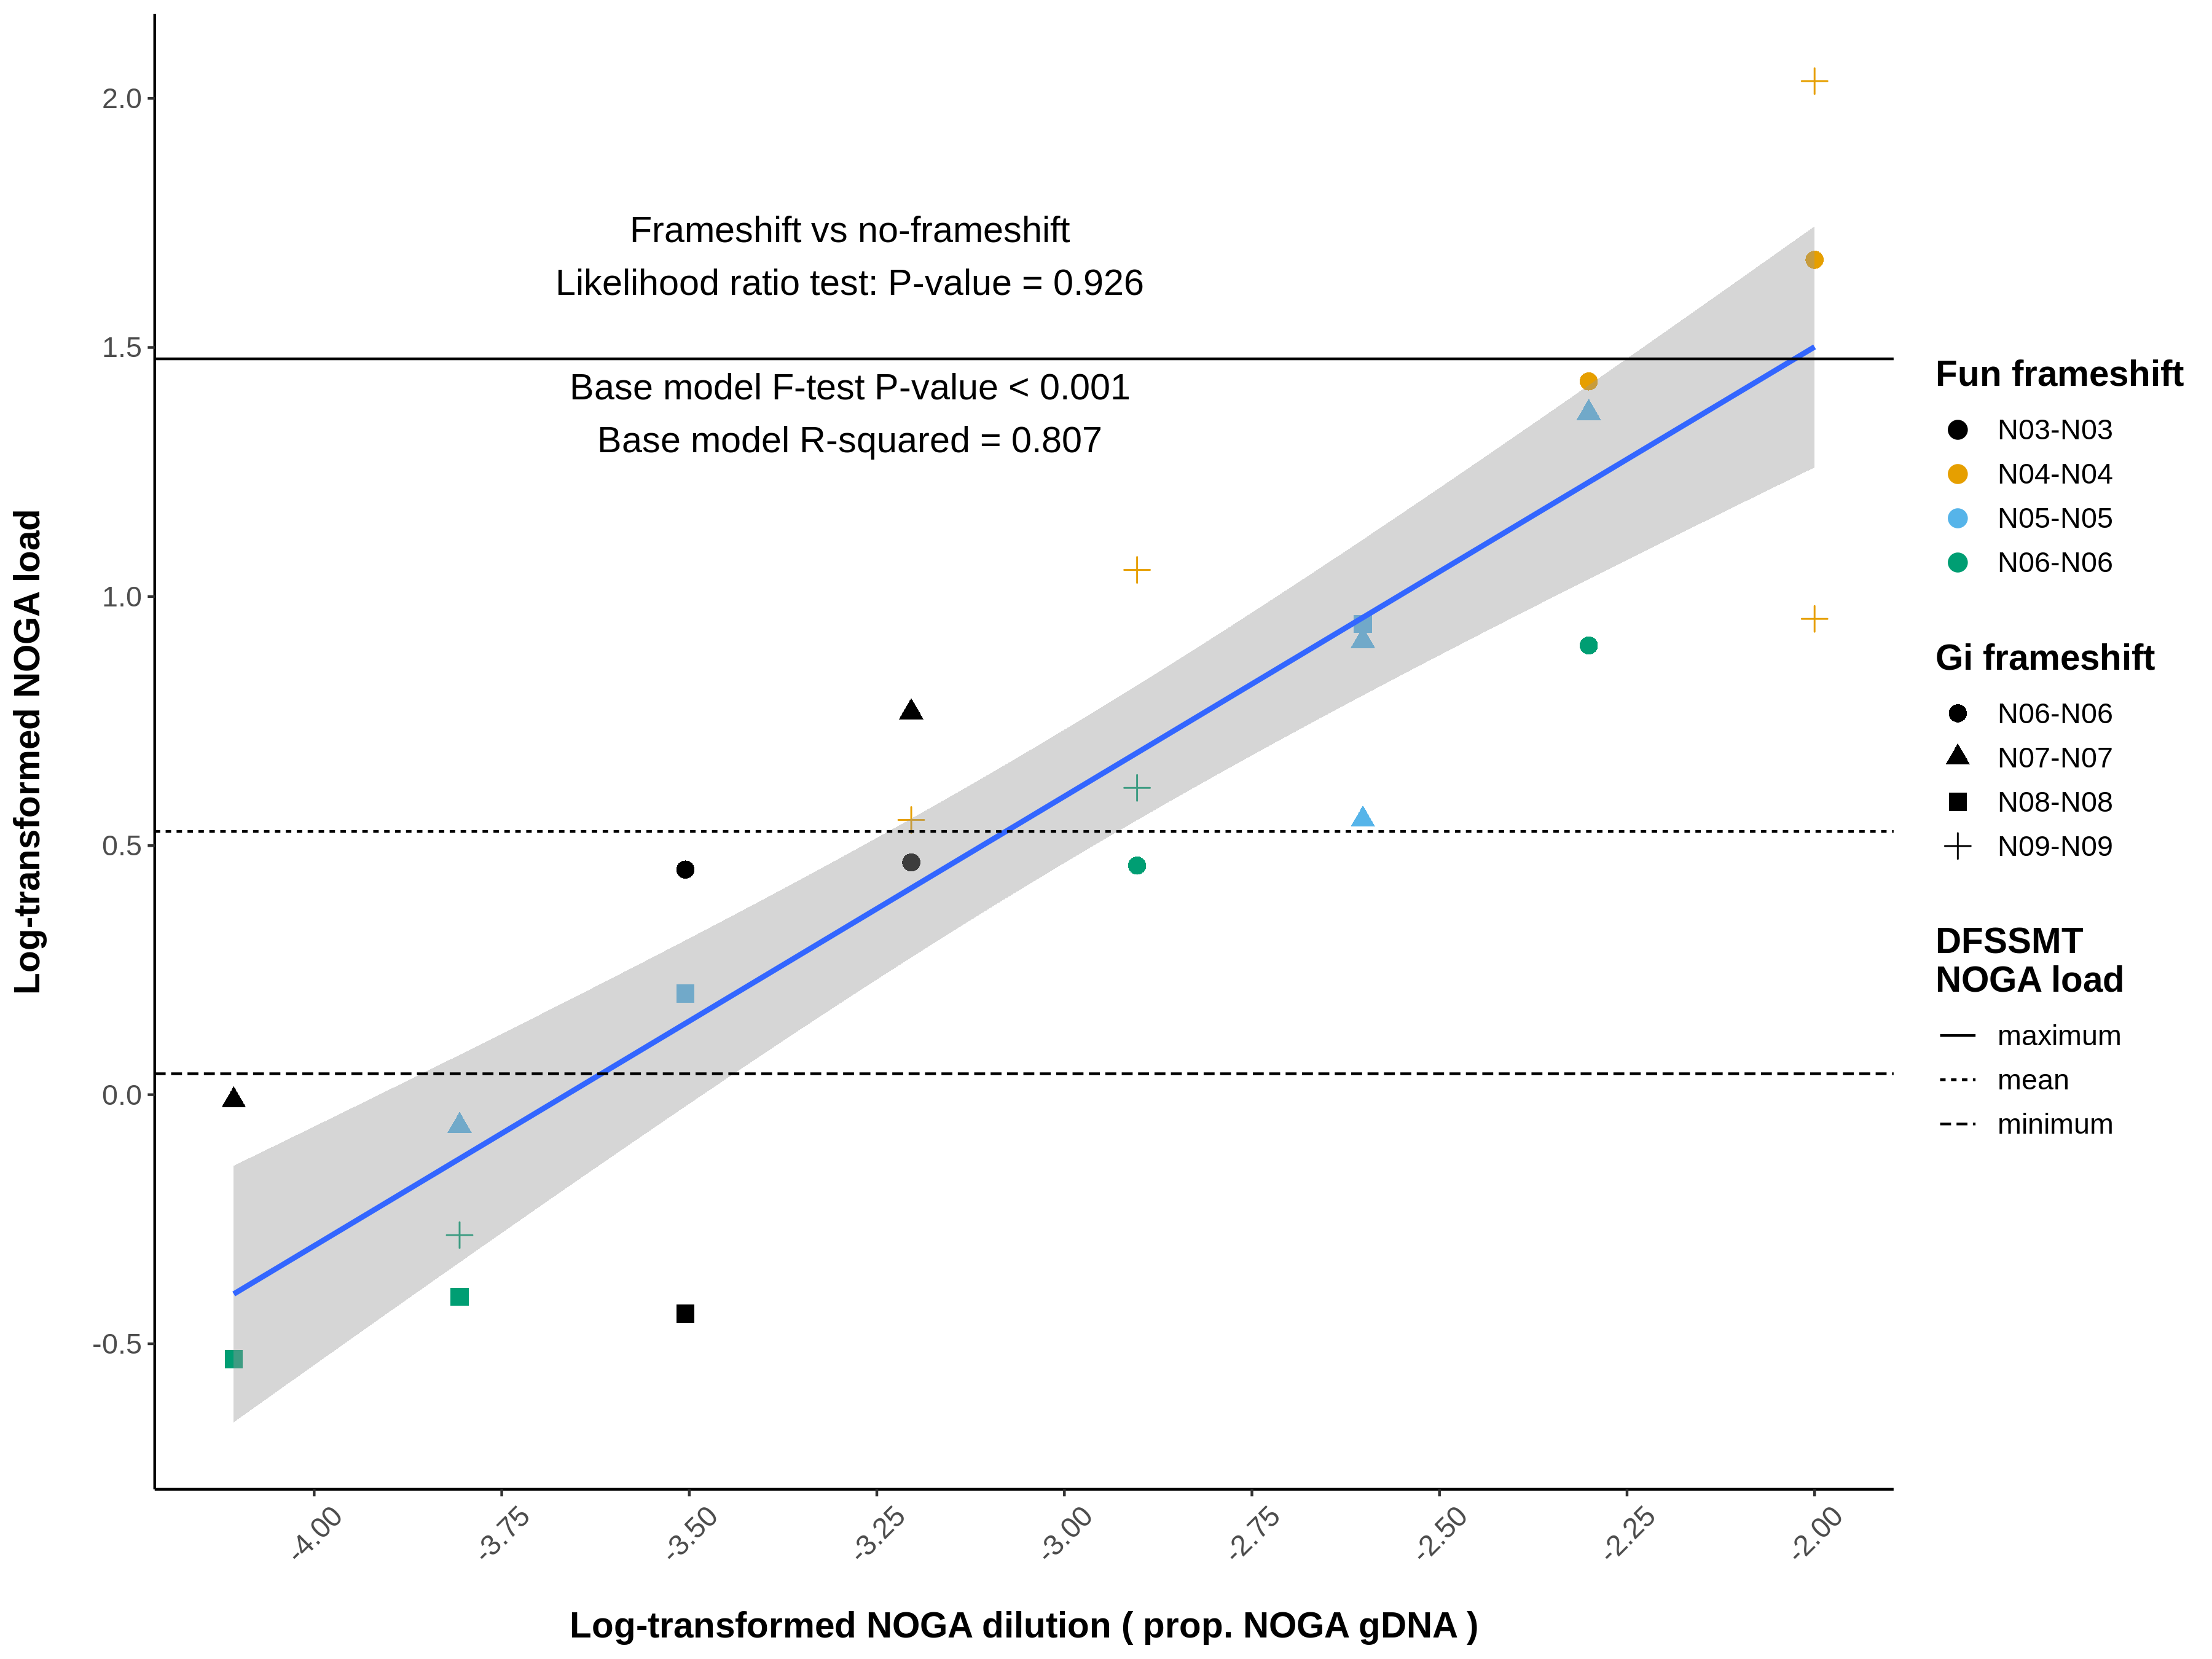 Frameshift vs no-frameshift
Likelihood ratio test: P-value = 0.926
Base model F-test P-value < 0.001
Base model R-squared = 0.807
Log-transformed NOGA load
2.0
1.5
1.0
0.5
0.0
-0.5
-4.00
-3.75
-3.50
-3.25
-3.00
-2.75
-2.50
-2.25
-2.00
Log-transformed NOGA dilution ( prop. NOGA gDNA )
Fun frameshift
N03-N03
N04-N04
N05-N05
N06-N06
Gi frameshift
N06-N06
N07-N07
N08-N08
N09-N09
DFSSMT
NOGA load
maximum
mean
minimum